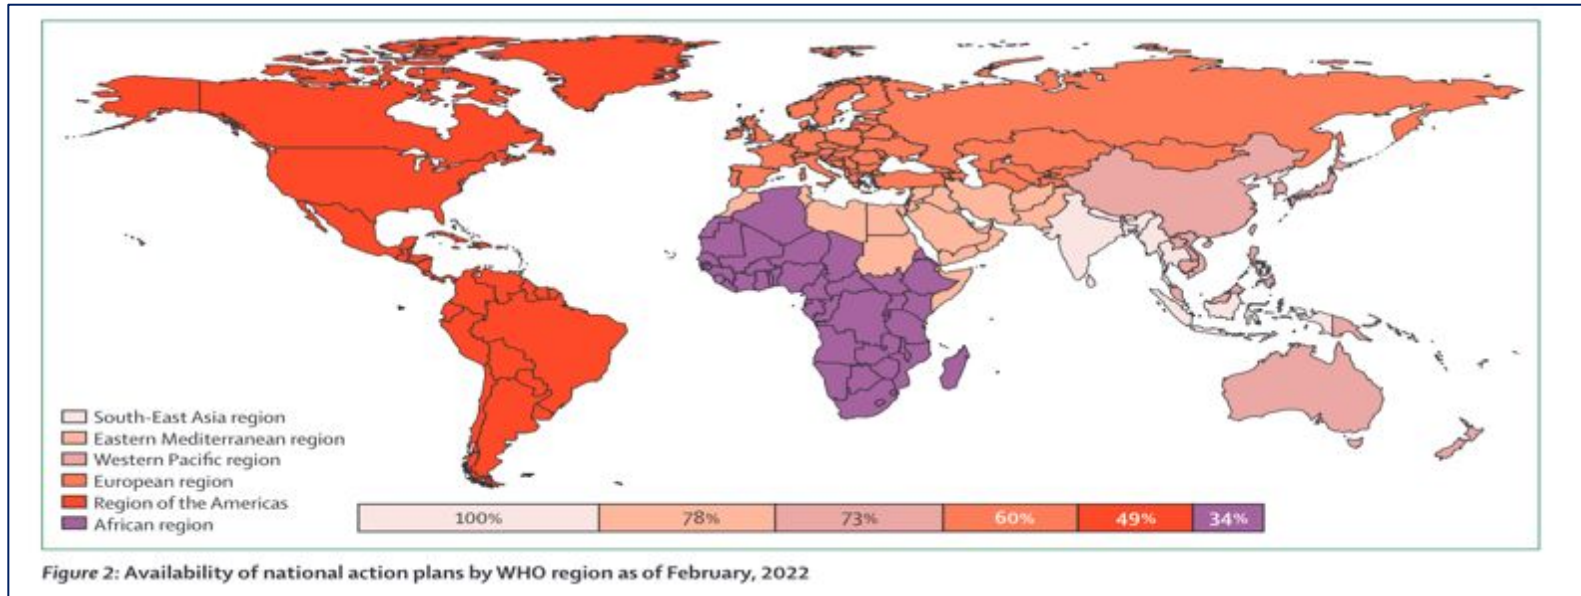 South-East Asia region
Eastern Mediterranean region
Western Pacific region
European region
Region of the Americas
African region
100% 78% 73% 60% 49% 34%
Figure 2: Availability of national action plans by WHO region as of February, 2022